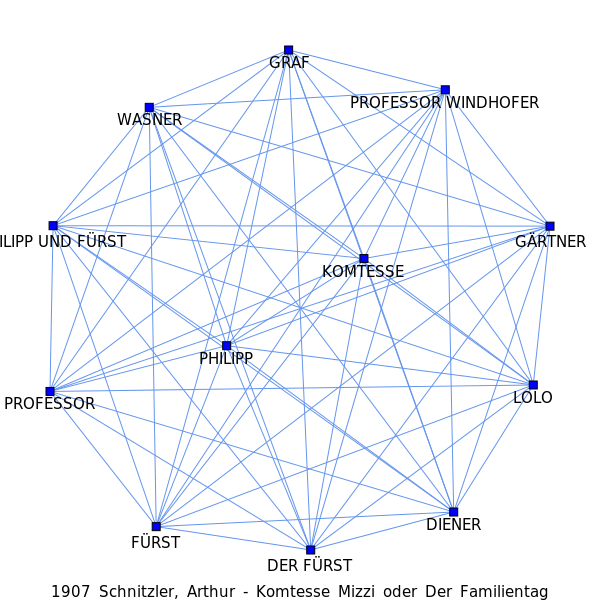 GRAF
PROFESSOR WINDHOFER
WASNER
ILIPP UND FÜRST
GÄRTNER
KOMTESSE
PHILIPP
LOLO
PROFESSOR
DIENER
FÜRST
DER FÜRST
1907 Schnitzler, Arthur - Komtesse Mizzi oder Der Familientag